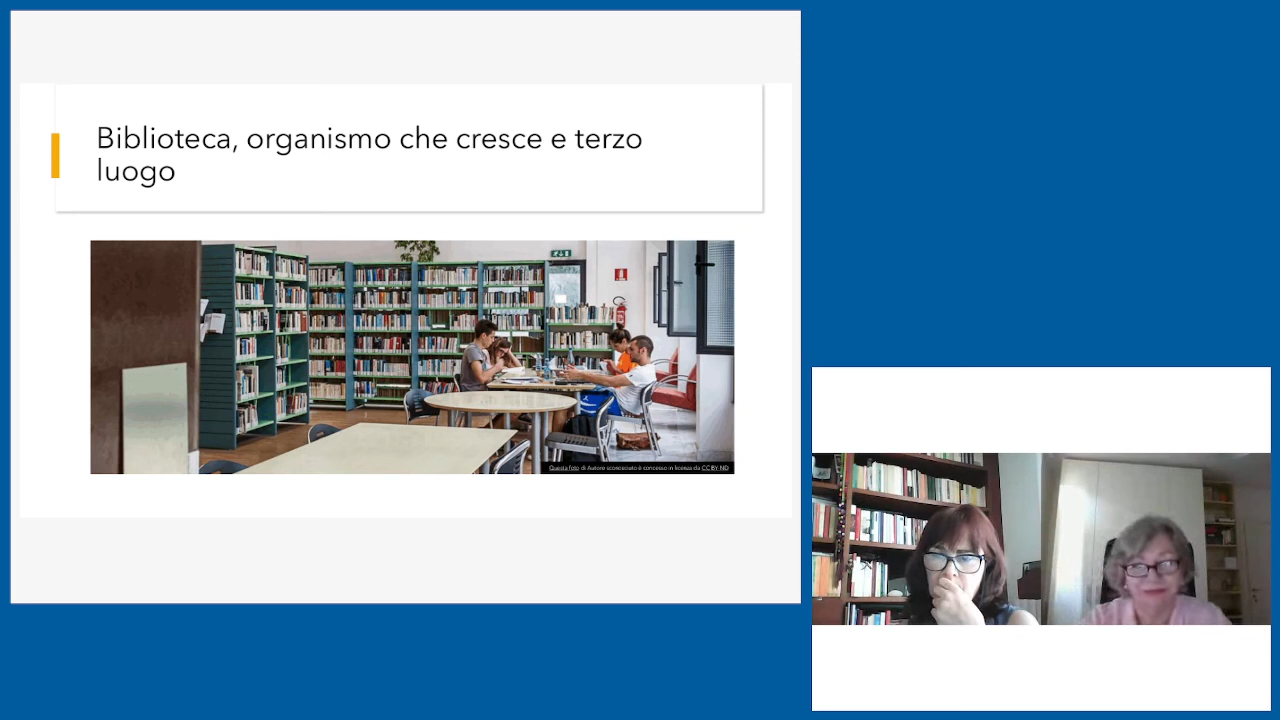 Biblioteca, organismo che cresce e terzo
luogo
Questa foto di Autore sconosciuto è concesso in licenza da CC BY-ND